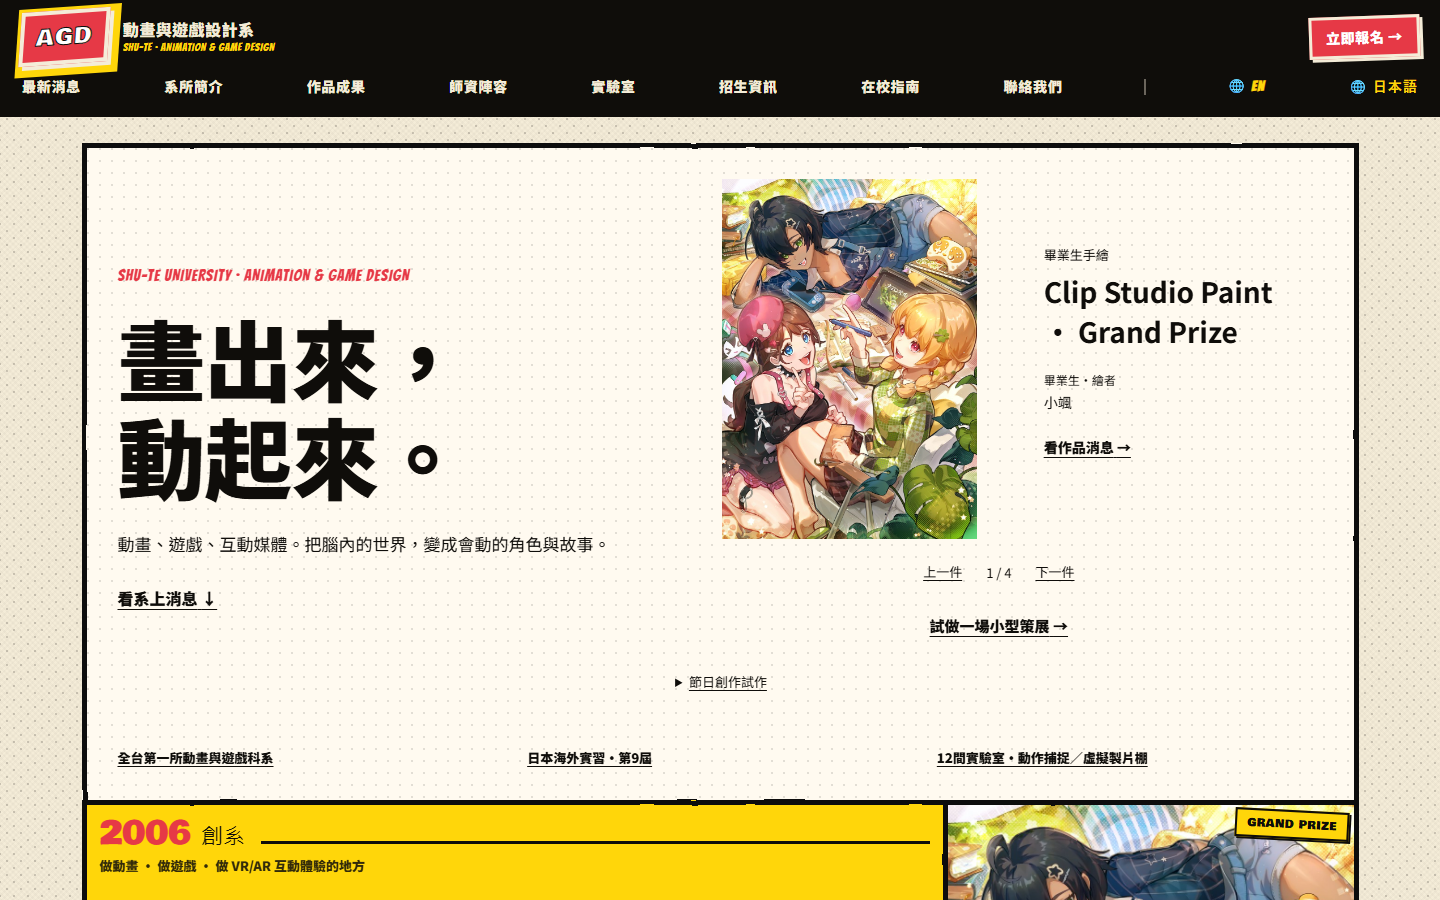 AGD
動畫與遊戲設計系
SHU-TE · ANIMATION & GAME DESIGN
立即報名 →
最新消息 系所簡介 作品成果 師資陣容 實驗室 招生資訊 在校指南 聯絡我們 | EN 日本語
SHU-TE UNIVERSITY · ANIMATION & GAME DESIGN
畫出來，
動起來。
動畫、遊戲、互動媒體。把腦內的世界，變成會動的角色與故事。
看系上消息 ↓
畢業生手繪
Clip Studio Paint
・ Grand Prize
畢業生・繪者
小颯
看作品消息 →
上一件 1 / 4 下一件
試做一場小型策展 →
▶ 節日創作試作
全台第一所動畫與遊戲科系
日本海外實習・第9屆
12間實驗室・動作捕捉／虛擬製片棚
2006 創系
做動畫 ・ 做遊戲 ・ 做 VR/AR 互動體驗的地方
GRAND PRIZE